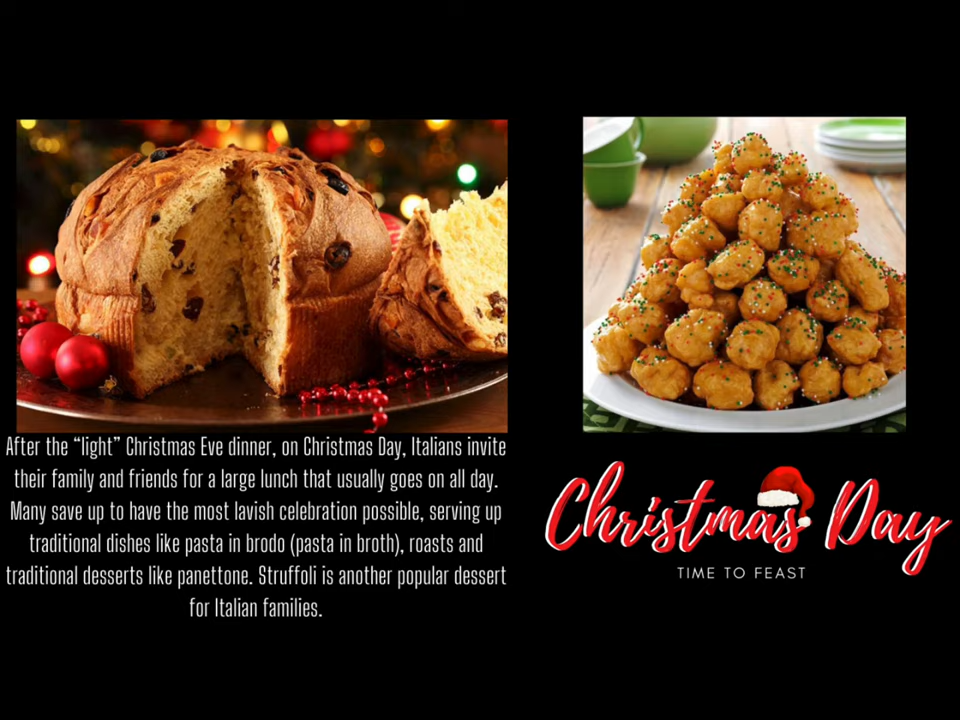 After the “light” Christmas Eve dinner, on Christmas Day, Italians invite
their family and friends for a large lunch that usually goes on all day.
Many save up to have the most lavish celebration possible, serving up
traditional dishes like pasta in brodo (pasta in broth), roasts and
traditional desserts like panettone. Struffoli is another popular dessert
for Italian families.
Christmas Day
TIME TO FEAST